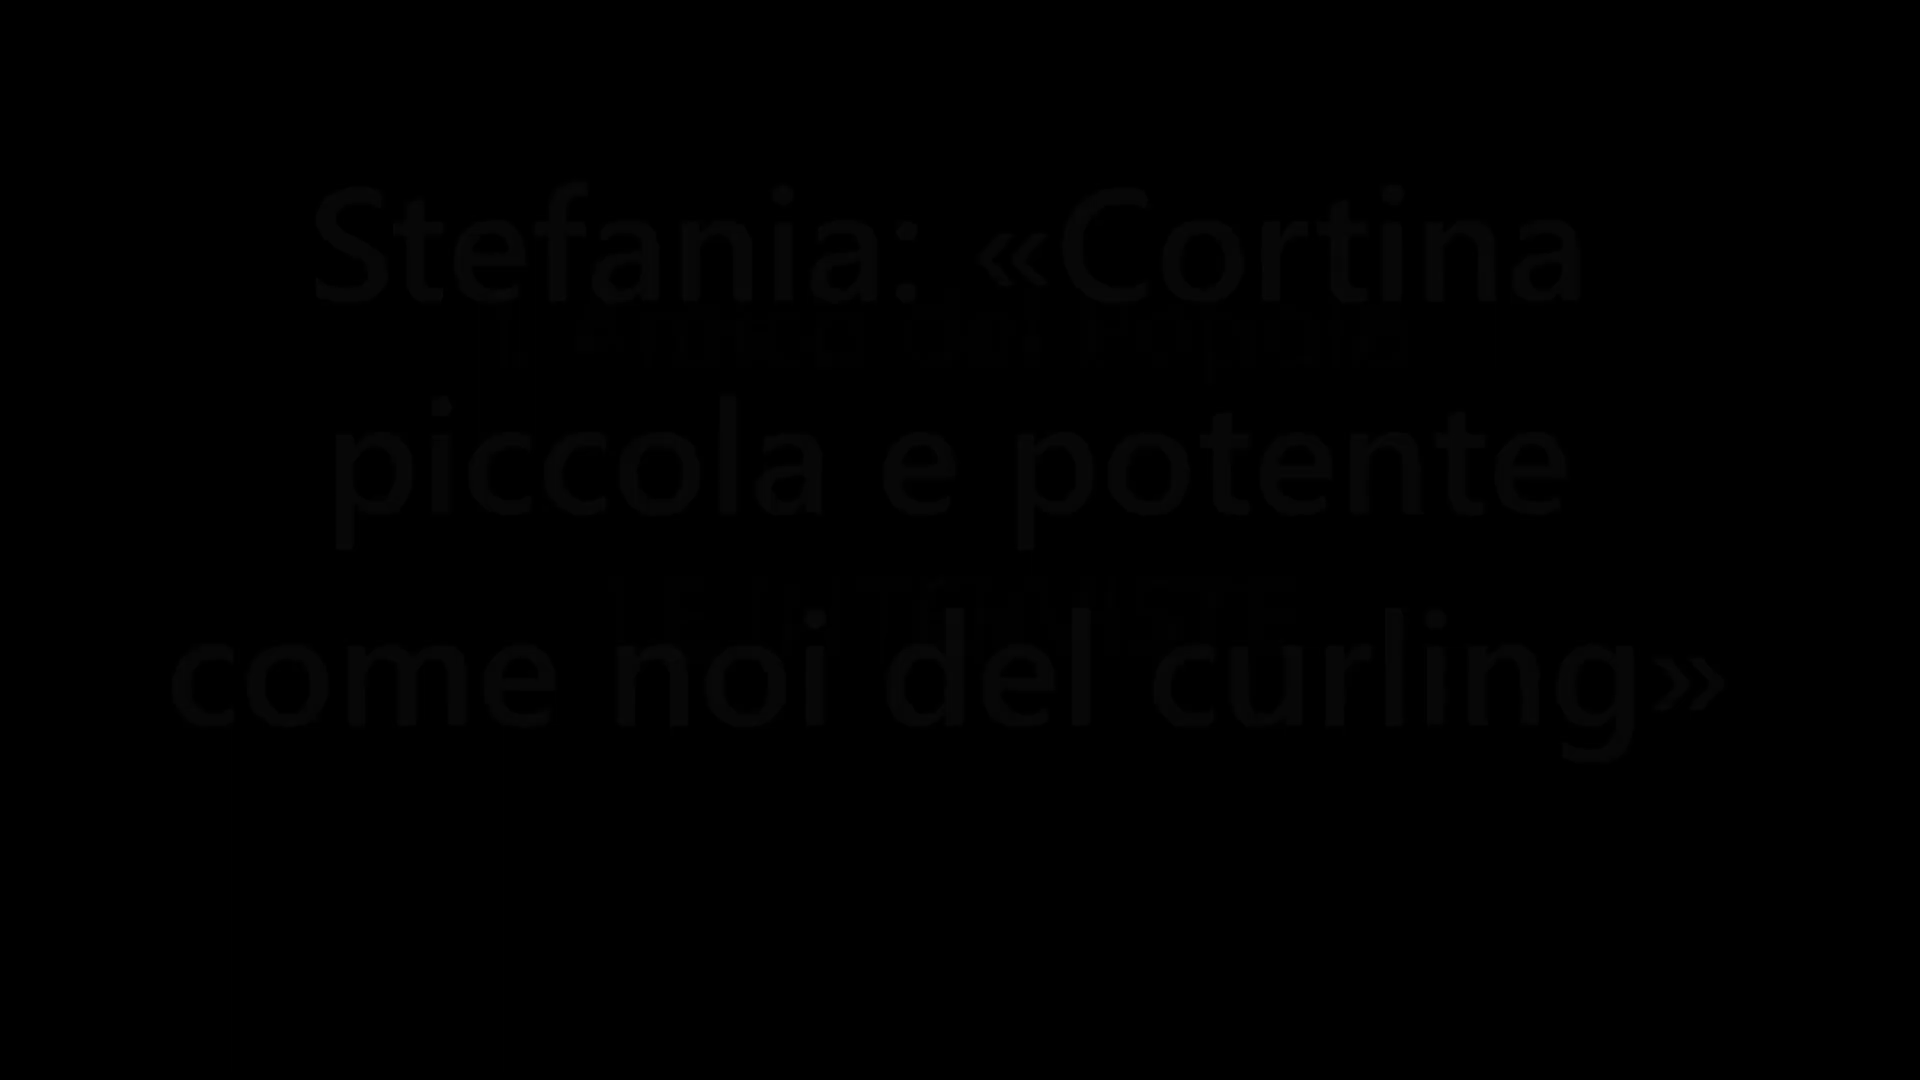 Stefania: «Cortina
piccola e potente
come noi del curling»